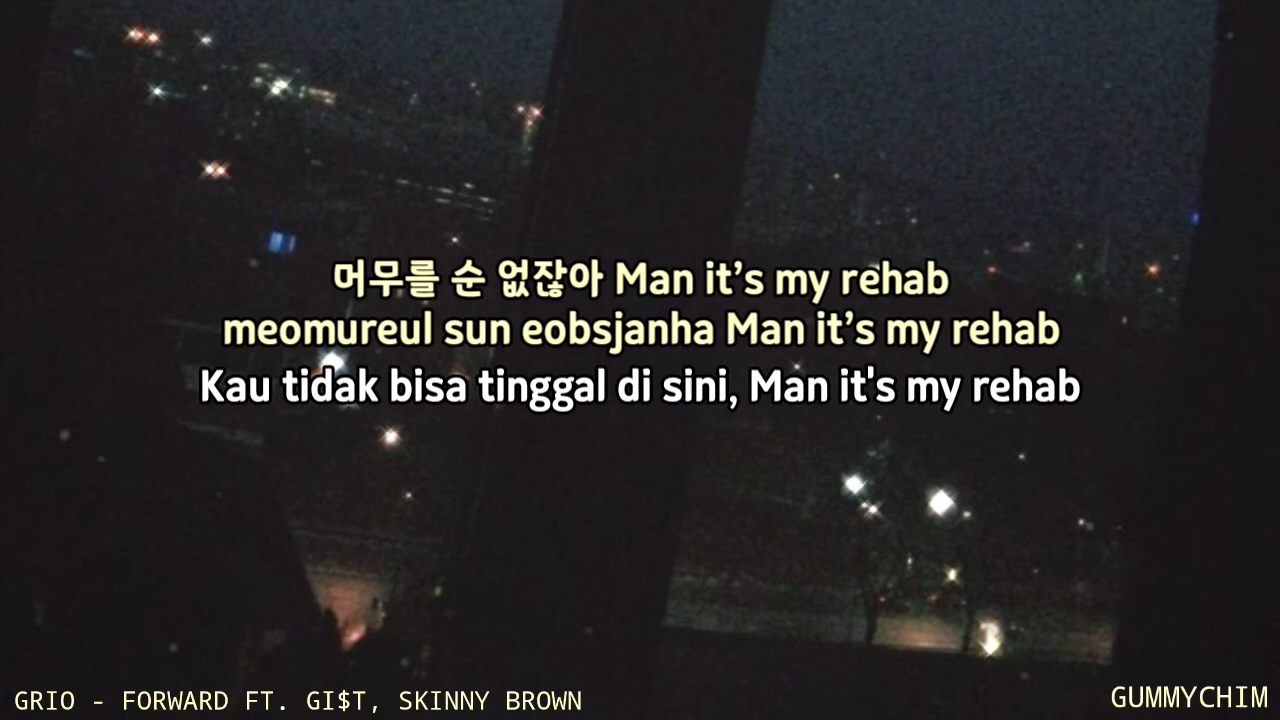 머무를 순 없잖아 Man it’s my rehab
meomureul sun eobsjanha Man it’s my rehab
Kau tidak bisa tinggal di sini, Man it's my rehab
GRIO - FORWARD FT. GI$T, SKINNY BROWN
GUMMYCHIM